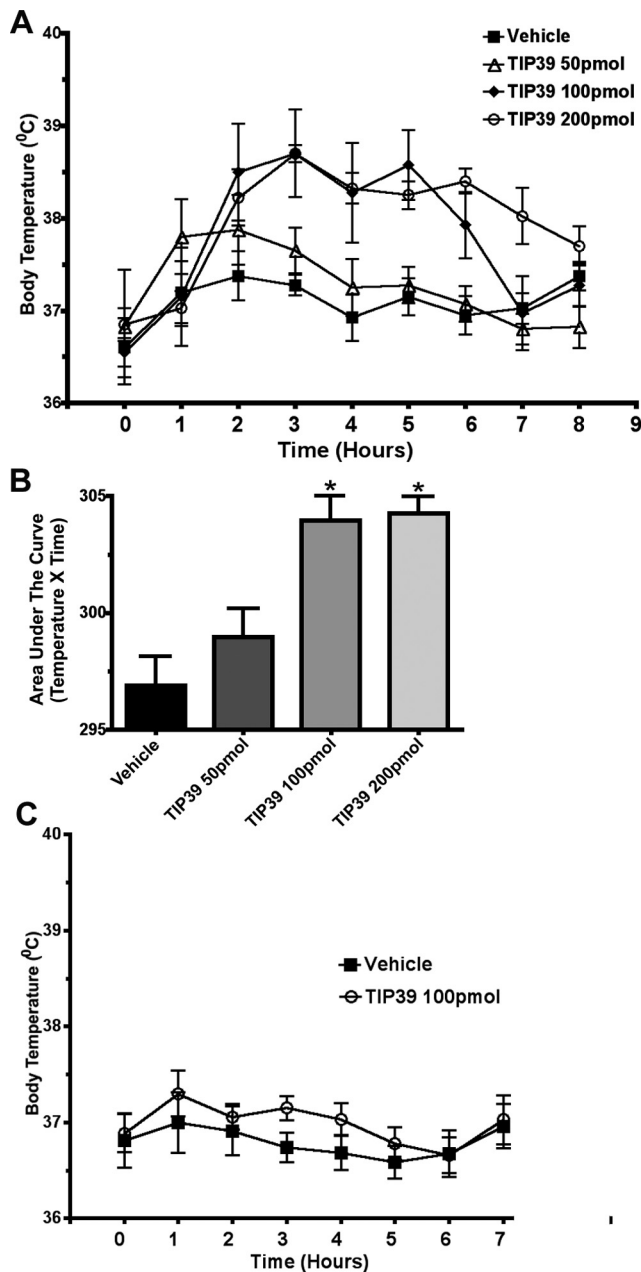 A
Vehicle
TIP39 50pmol
TIP39 100pmol
TIP39 200pmol
Body Temperature (⁰C)
40
39
38
37
36
0 1 2 3 4 5 6 7 8 9
Time (Hours)
B
Area Under The Curve
(Temperature X Time)
305
300
295
* *
Vehicle
TIP39 50pmol
TIP39 100pmol
TIP39 200pmol
C
Vehicle
TIP39 100pmol
Body Temperature (⁰C)
40
39
38
37
36
0 1 2 3 4 5 6 7
Time (Hours)